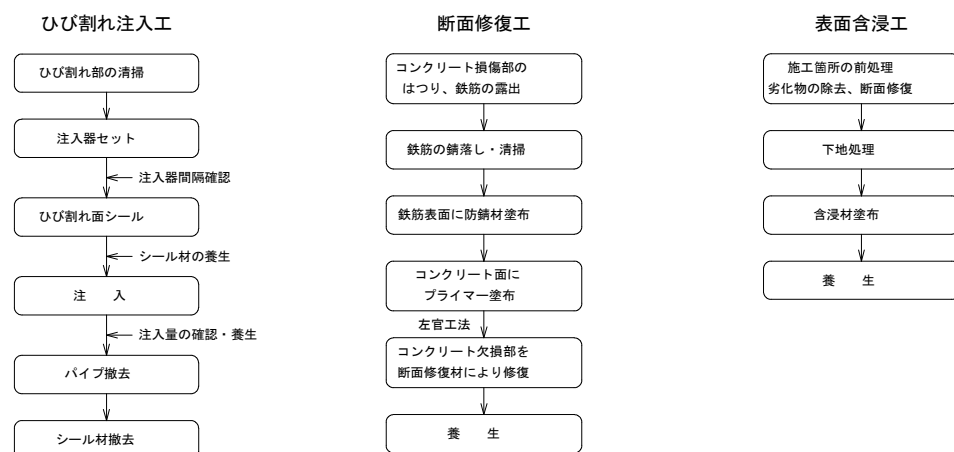 ひび割れ注入工
ひび割れ部の清掃
注入器セット
注入器間隔確認
ひび割れ面シール
シール材の養生
注　入
注入量の確認・養生
パイプ撤去
シール材撤去
断面修復工
コンクリート損傷部の
はつり、鉄筋の露出
鉄筋の錆落し・清掃
鉄筋表面に防錆材塗布
コンクリート面に
プライマー塗布
左官工法
コンクリート欠損部を
断面修復材により修復
養　生
表面含浸工
施工箇所の前処理
劣化物の除去、断面修復
下地処理
含浸材塗布
養　生